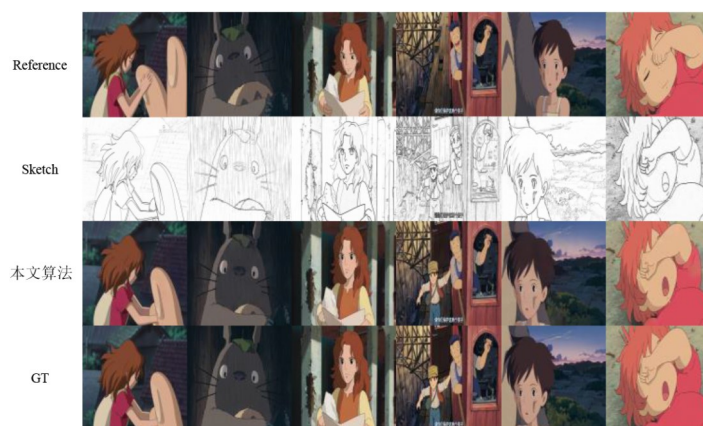 Reference
Sketch
本文算法
GT